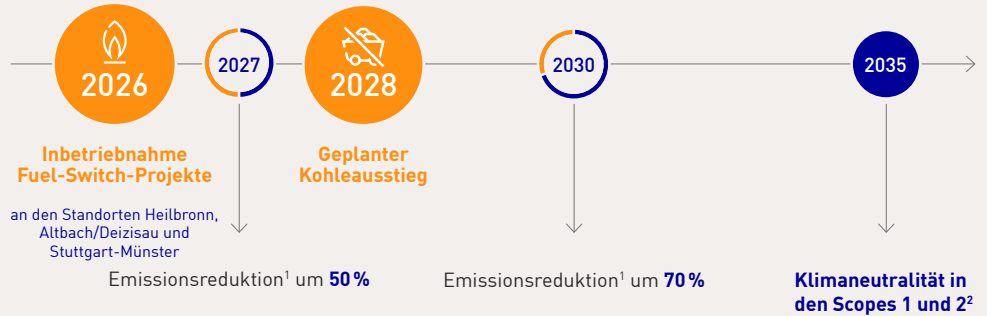 2026
2027
2028
2030
2035
Inbetriebnahme
Fuel-Switch-Projekte
an den Standorten Heilbronn,
Altbach/Deizisau und
Stuttgart-Münster
Geplanter
Kohleausstieg
Emissionsreduktion¹ um 50 %
Emissionsreduktion¹ um 70 %
Klimaneutralität in
den Scopes 1 und 2²